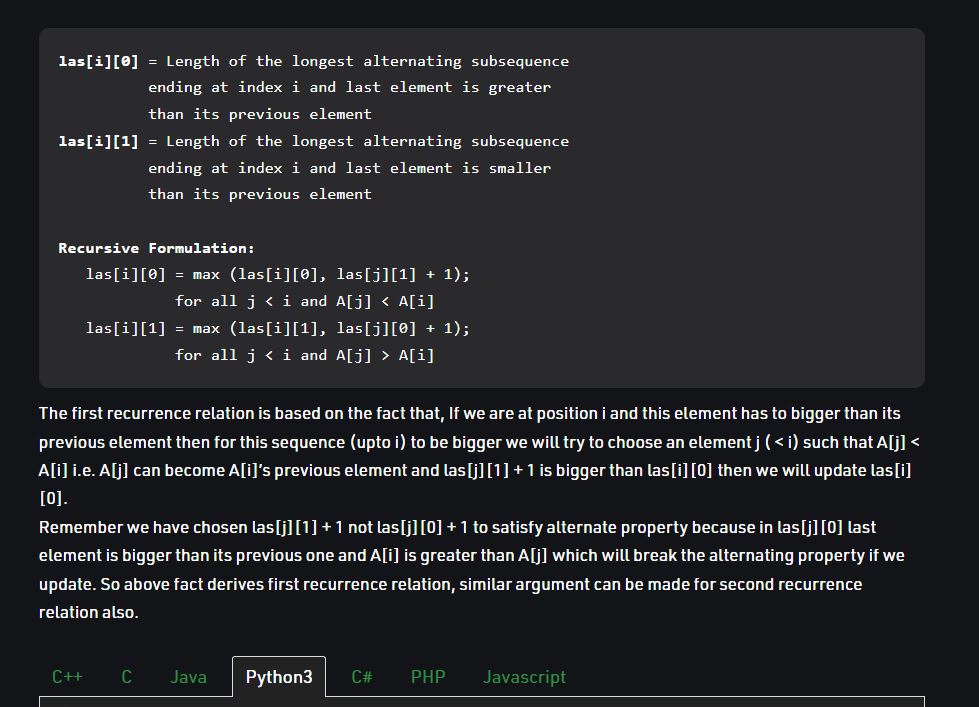 las[i][0] = Length of the longest alternating subsequence
ending at index i and last element is greater
than its previous element
las[i][1] = Length of the longest alternating subsequence
ending at index i and last element is smaller
than its previous element
Recursive Formulation:
las[i][0] = max (las[i][0], las[j][1] + 1);
for all j < i and A[j] < A[i]
las[i][1] = max (las[i][1], las[j][0] + 1);
for all j < i and A[j] > A[i]
The first recurrence relation is based on the fact that, If we are at position i and this element has to bigger than its
previous element then for this sequence (upto i) to be bigger we will try to choose an element j ( < i) such that A[j] <
A[i] i.e. A[j] can become A[i]'s previous element and las[j][1] + 1 is bigger than las[i][0] then we will update las[i]
[0].
Remember we have chosen las[j][1] + 1 not las[j][0] + 1 to satisfy alternate property because in las[j][0] last
element is bigger than its previous one and A[i] is greater than A[j] which will break the alternating property if we
update. So above fact derives first recurrence relation, similar argument can be made for second recurrence
relation also.
C++ C Java Python3 C# PHP Javascript